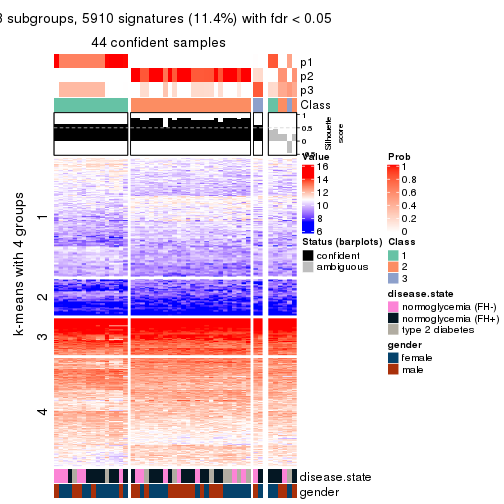 3 subgroups, 5910 signatures (11.4%) with fdr < 0.05
44 confident samples
p1
p2
p3
Class
1
0.5
0
-0.5
Silhouette
score
k-means with 4 groups
1
2
3
4
disease.state
gender
Value
16
14
12
10
8
6
Status (barplots)
confident
ambiguous
Prob
1
0.8
0.6
0.4
0.2
0
Class
1
2
3
disease.state
normoglycemia (FH-)
normoglycemia (FH+)
type 2 diabetes
gender
female
male